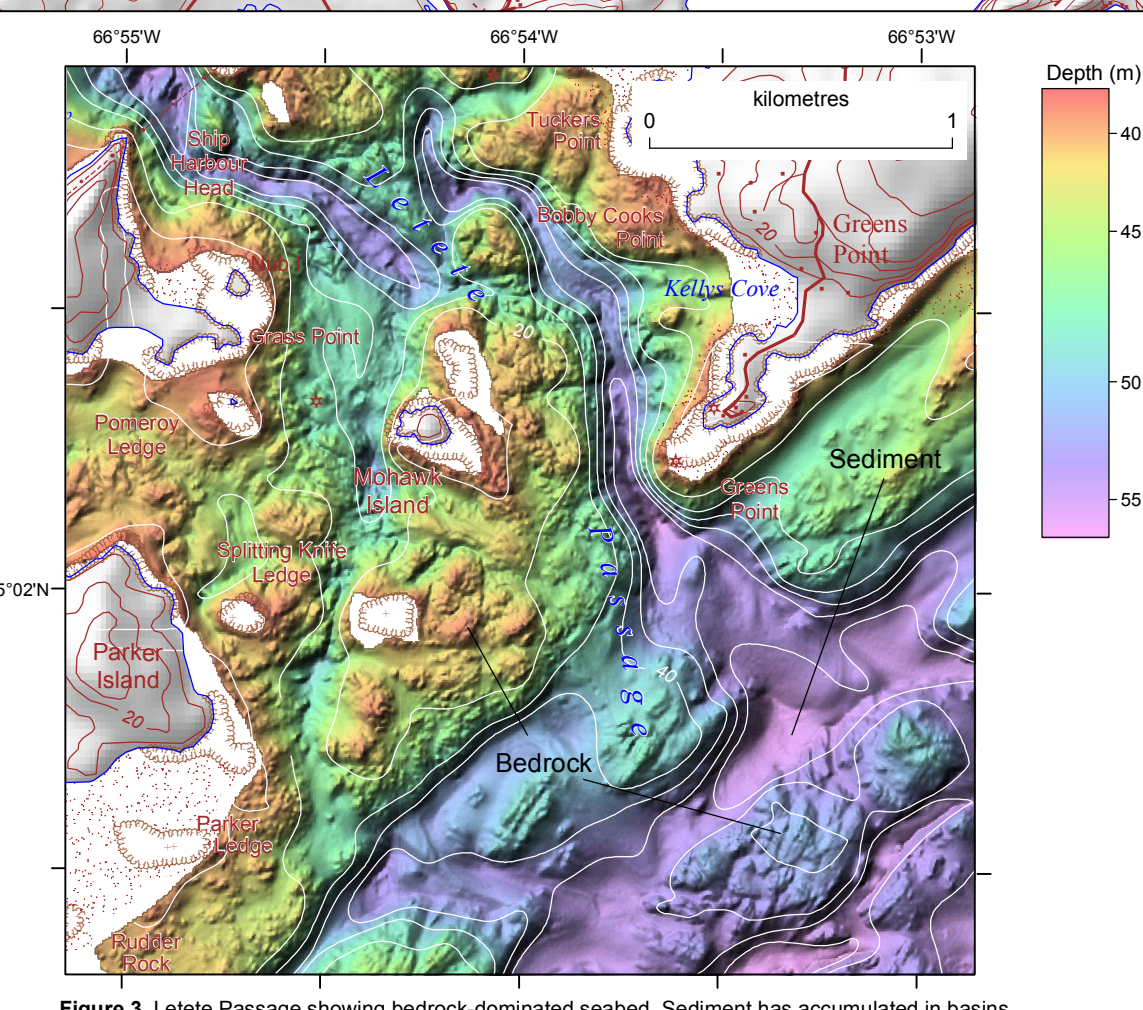 66°55'W
66°54'W
66°53'W
Depth (m)
kilometres
0
1
40
45
50
55
Tuckers
Point
Ship
Harbour
Head
Letete
Bobby Cooks
Point
20
Greens
Point
Nub I
Kellys Cove
Grass Point
20
Pomeroy
Ledge
Sediment
Mohawk
Island
Greens
Point
Passage
Splitting Knife
Ledge
5°02'N
Parker
Island
20
40
Bedrock
Parker
Ledge
Rudder
Rock
Figure 3. Letete Passage showing bedrock-dominated seabed. Sediment has accumulated in basins